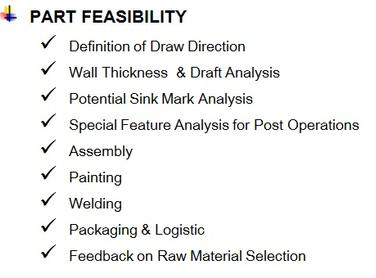 PART FEASIBILITY
Definition of Draw Direction
Wall Thickness & Draft Analysis
Potential Sink Mark Analysis
Special Feature Analysis for Post Operations
Assembly
Painting
Welding
Packaging & Logistic
Feedback on Raw Material Selection